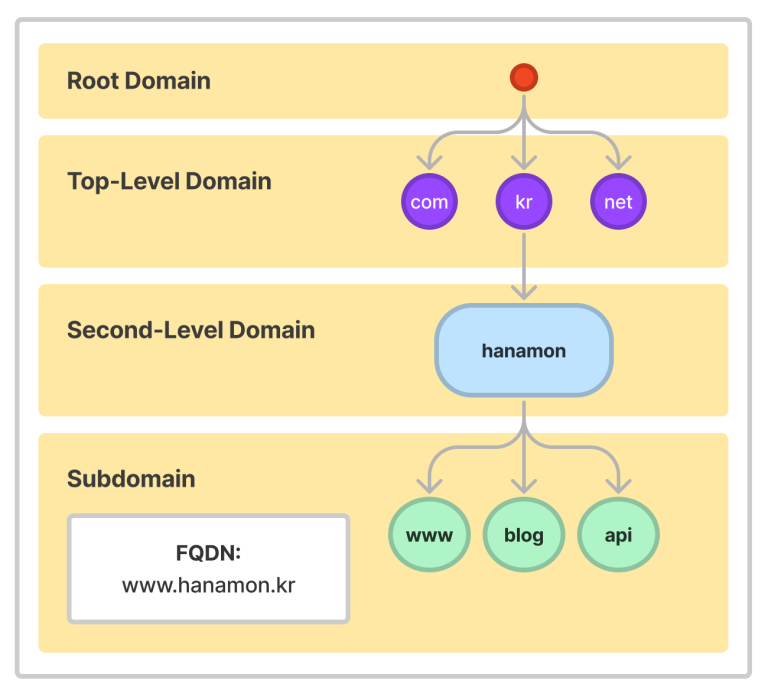 Root Domain
Top-Level Domain
com
kr
net
Second-Level Domain
hanamon
Subdomain
www
blog
api
FQDN:
www.hanamon.kr